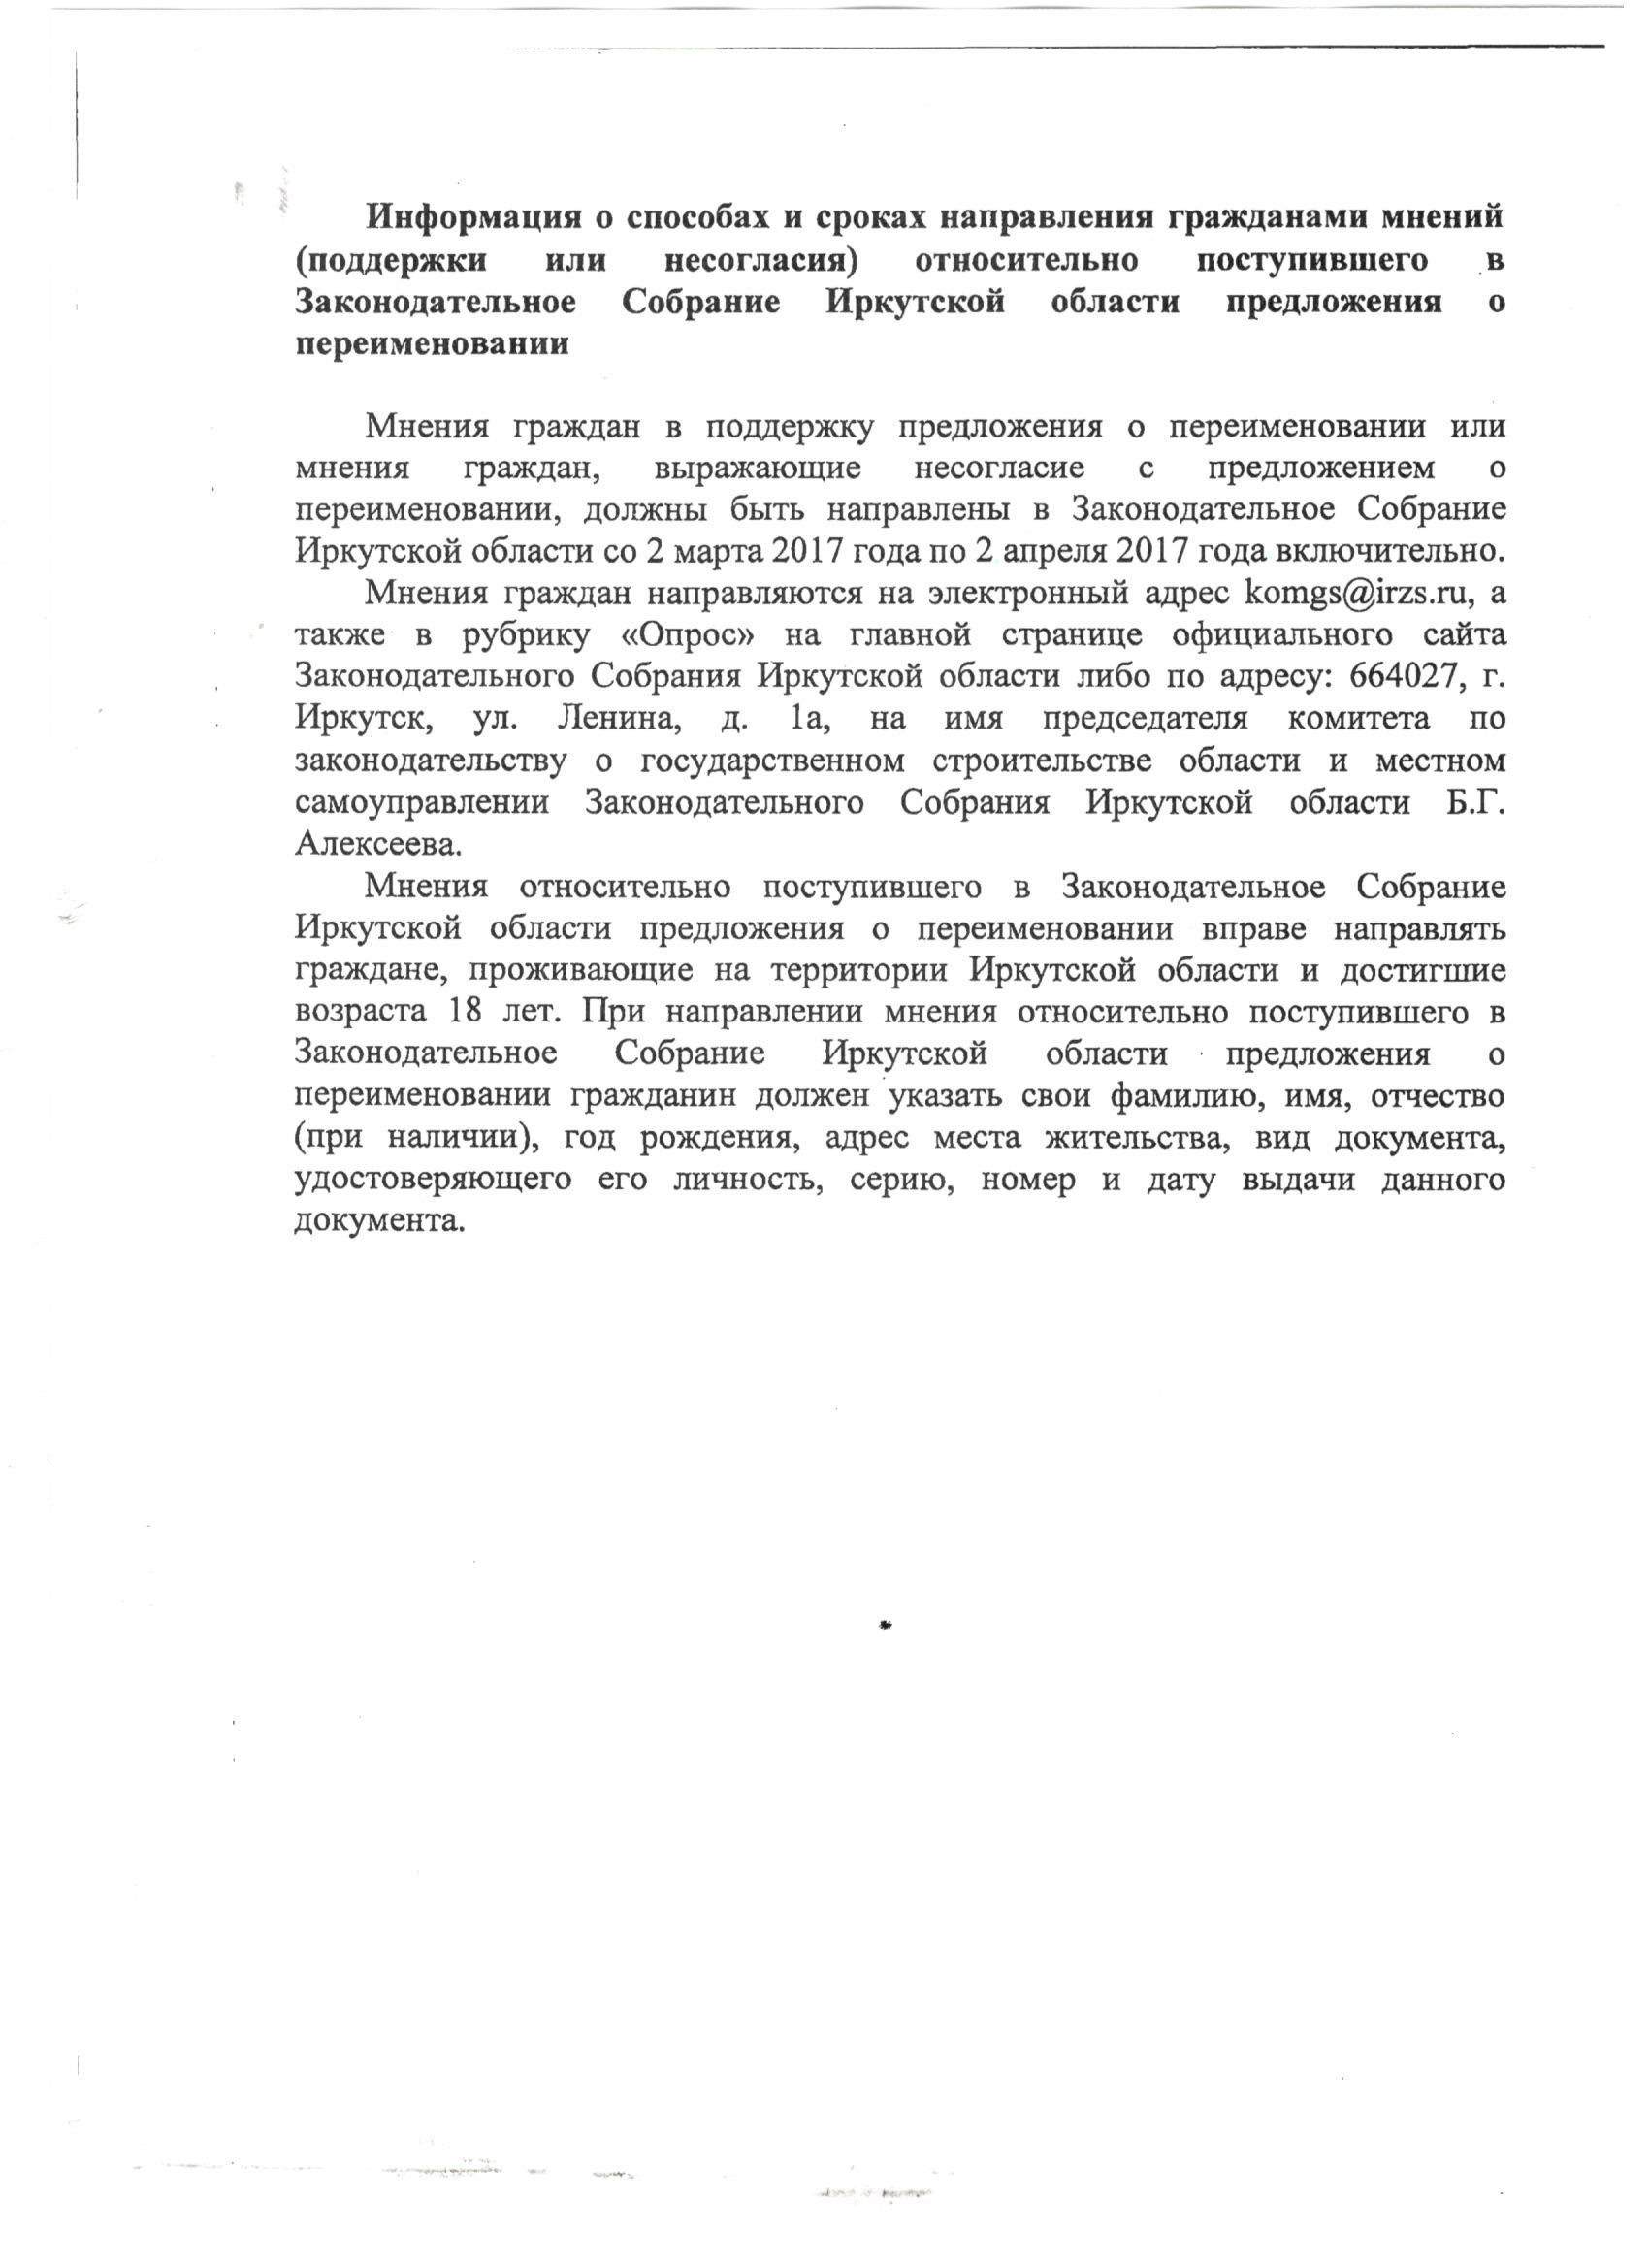 Информация о способах и сроках направления гражданами мнений
(поддержки или несогласия) относительно поступившего в
Законодательное Собрание Иркутской области предложения о
переименовании
Мнения граждан в поддержку предложения о переименовании или
мнения граждан, выражающие несогласие с предложением о
переименовании, должны быть направлены в Законодательное Собрание
Иркутской области со 2 марта 2017 года по 2 апреля 2017 года включительно.
Мнения граждан направляются на электронный адрес komgs@irzs.ru, а
также в рубрику «Опрос» на главной странице официального сайта
Законодательного Собрания Иркутской области либо по адресу: 664027, г.
Иркутск, ул. Ленина, д. 1а, на имя председателя комитета по
законодательству о государственном строительстве области и местном
самоуправлении Законодательного Собрания Иркутской области Б.Г.
Алексеева.
Мнения относительно поступившего в Законодательное Собрание
Иркутской области предложения о переименовании вправе направлять
граждане, проживающие на территории Иркутской области и достигшие
возраста 18 лет. При направлении мнения относительно поступившего в
Законодательное Собрание Иркутской области предложения о
переименовании гражданин должен указать свои фамилию, имя, отчество
(при наличии), год рождения, адрес места жительства, вид документа,
удостоверяющего его личность, серию, номер и дату выдачи данного
документа.